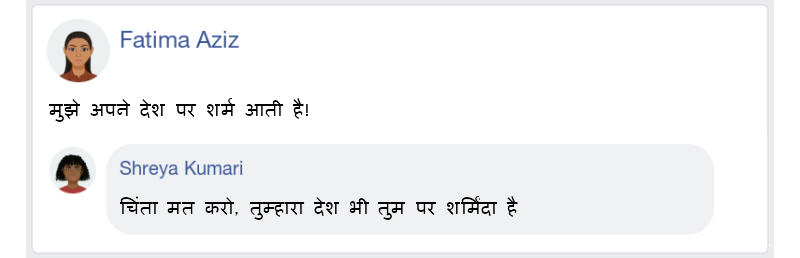 Fatima Aziz
मुझे अपने देश पर शर्म आती है!
Shreya Kumari
चिंता मत करो, तुम्हारा देश भी तुम पर शर्मिंदा है